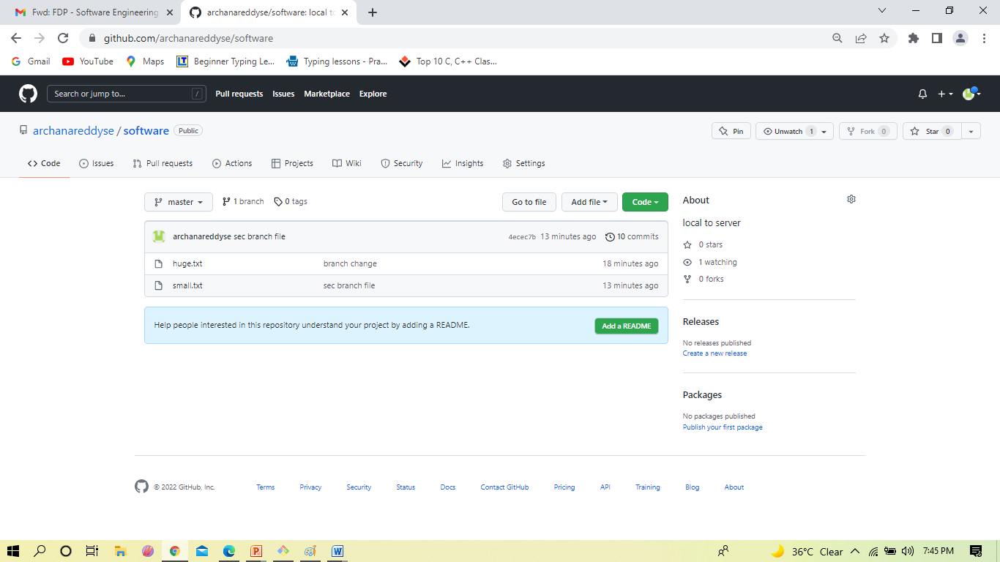 Fwd: FDP - Software Engineering
archanareddyse/software: local to
github.com/archanareddyse/software
Gmail YouTube Maps Beginner Typing Le... Typing lessons - Pra... Top 10 C, C++ Clas...
Search or jump to... / Pull requests Issues Marketplace Explore
archanareddyse / software Public Pin Unwatch 1 Fork 0 Star 0
Code Issues Pull requests Actions Projects Wiki Security Insights Settings
master 1 branch 0 tags Go to file Add file Code
archanareddyse sec branch file 4ecec7b 13 minutes ago 10 commits
huge.txt branch change 18 minutes ago
small.txt sec branch file 13 minutes ago
Help people interested in this repository understand your project by adding a README. Add a README
About
local to server
0 stars
1 watching
0 forks
Releases
No releases published
Create a new release
Packages
No packages published
Publish your first package
© 2022 GitHub, Inc. Terms Privacy Security Status Docs Contact GitHub Pricing API Training Blog About
36°C Clear 7:45 PM